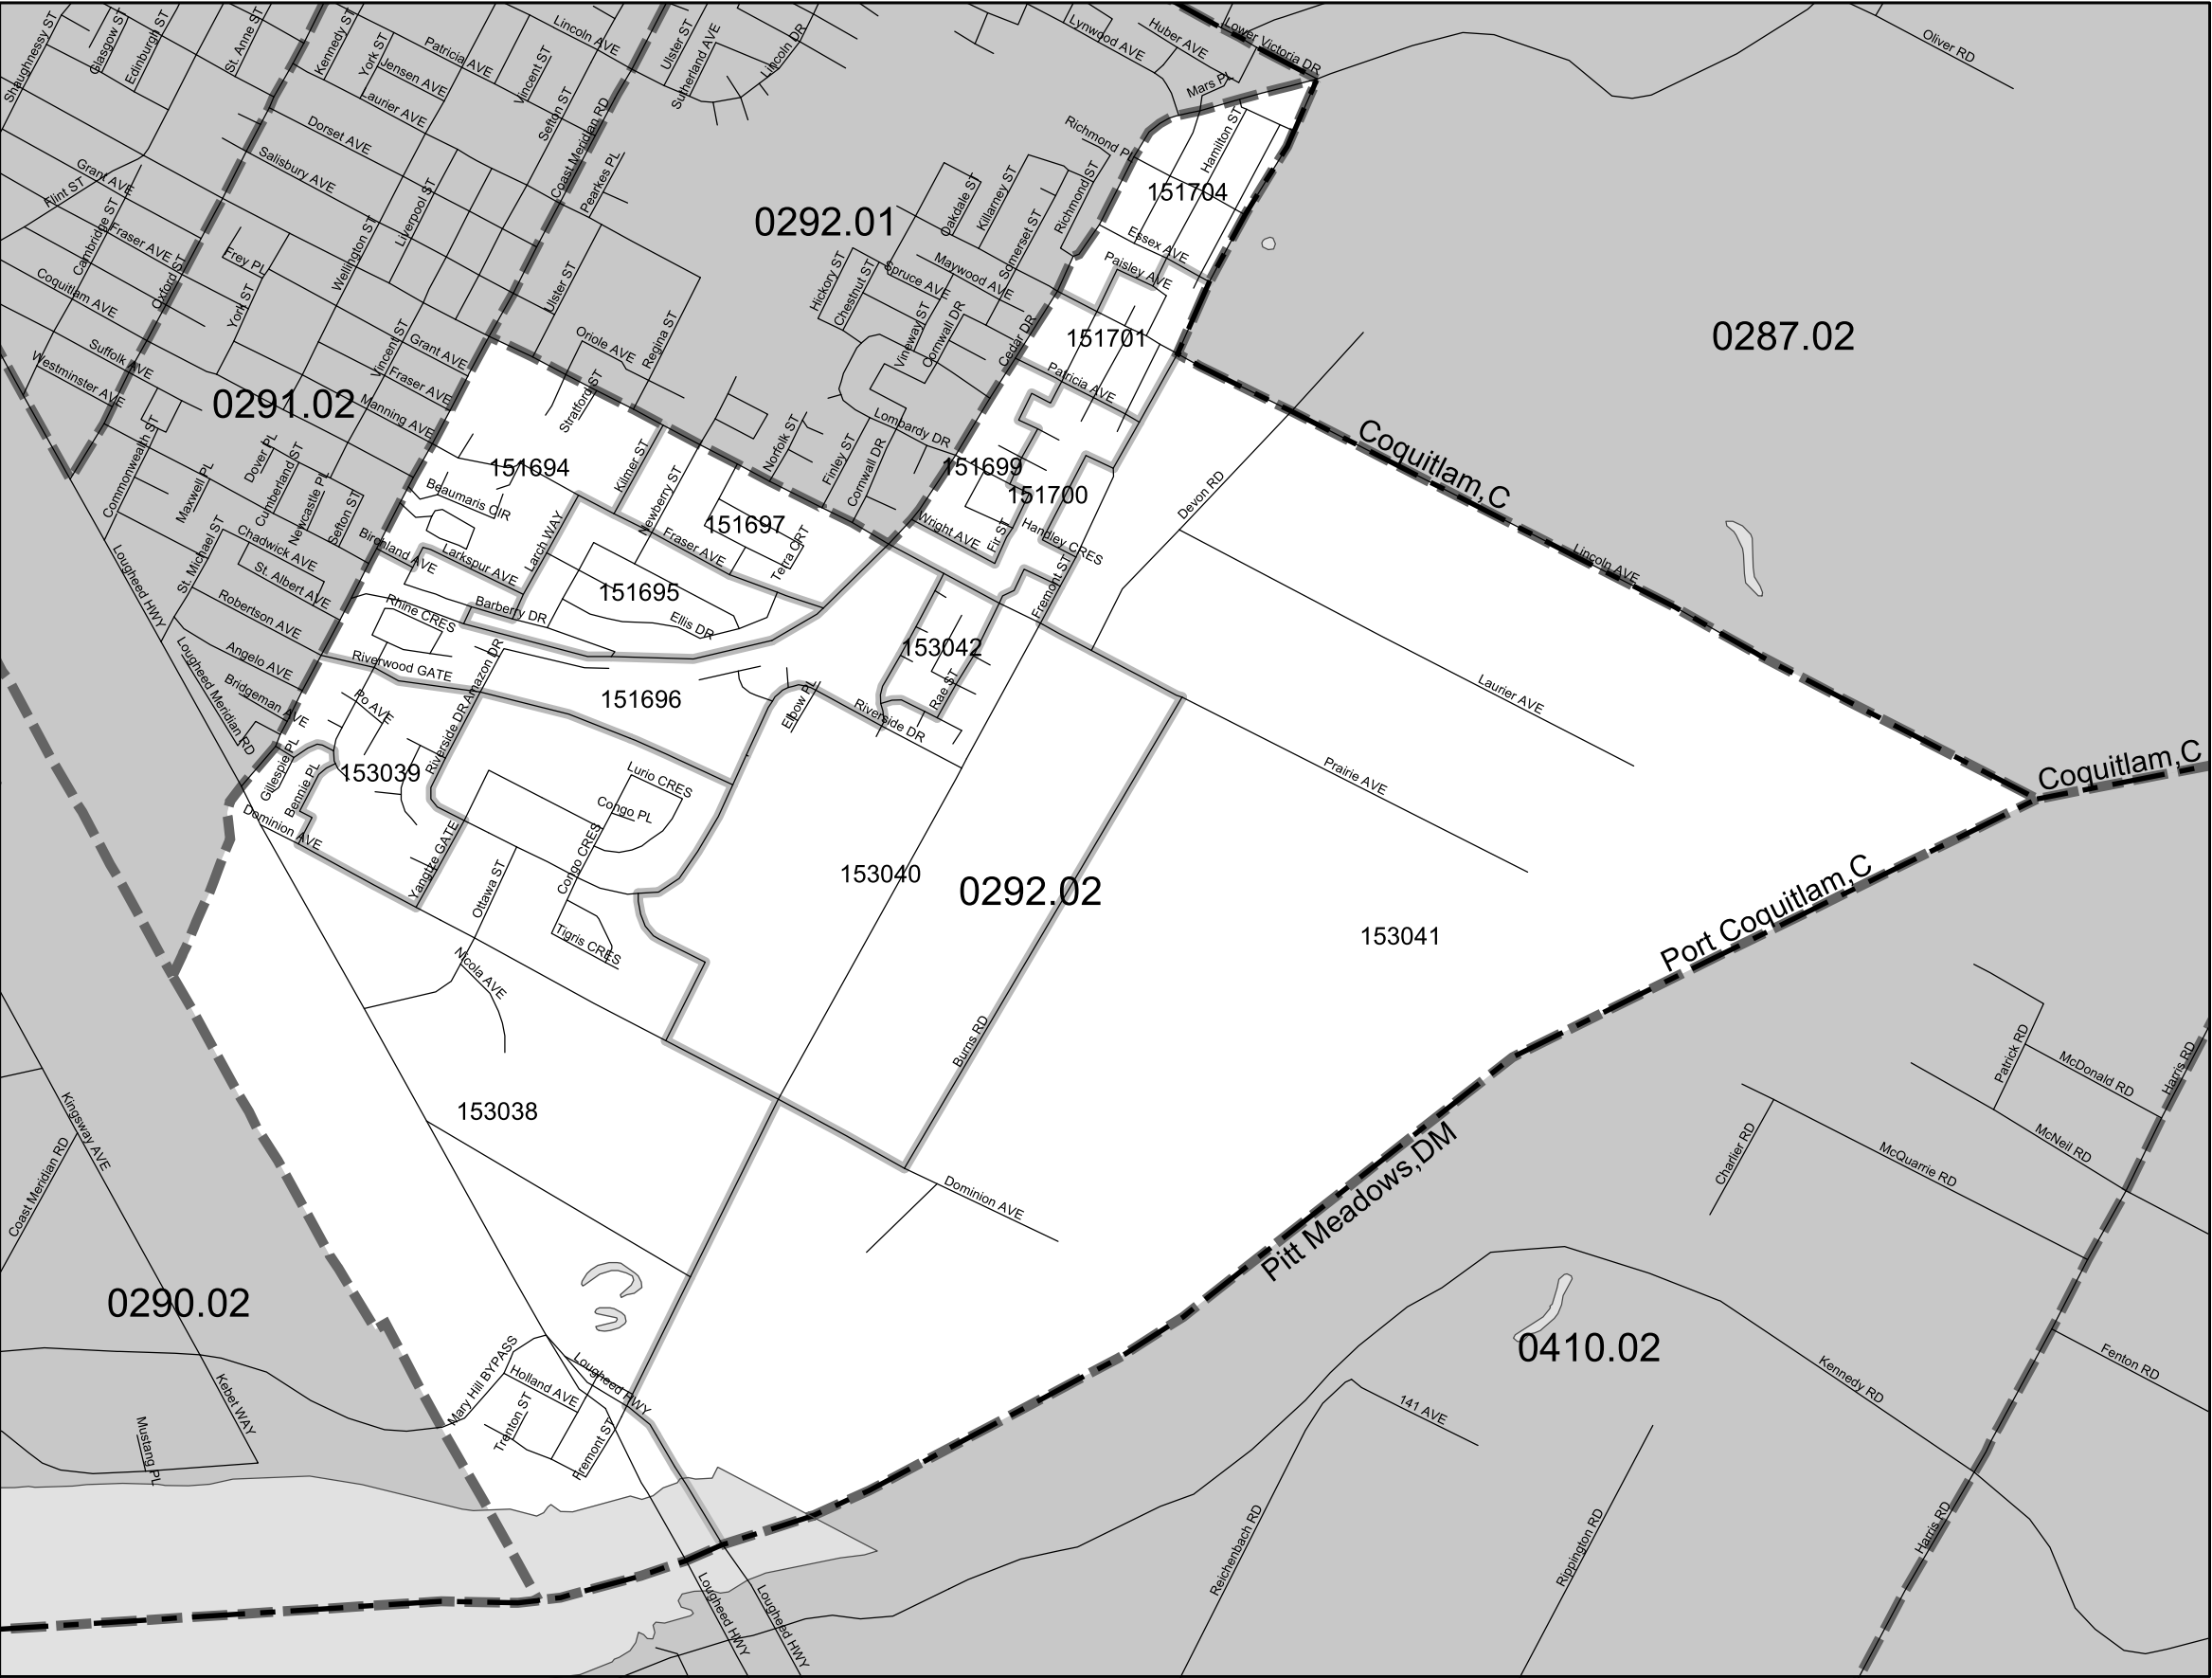 Shaughnessy ST
Glasgow ST
Edinburgh ST
St. Anne ST
Kennedy ST
York ST
Patricia AVE
Jensen AVE
Laurier AVE
Vincent ST
Lincoln AVE
Sefton ST
Ulster ST
Sutherland AVE
Lincoln DR
Lynwood AVE
Huber AVE
Lower Victoria DR
Mars PL
Oliver RD
Dorset AVE
Salisbury AVE
Coast Meridian RD
Pearkes PL
Grant AVE
Flint ST
Cambridge ST
Fraser AVE
Coquitlam AVE
Oxford ST
Frey PL
York ST
Wellington ST
Liverpool ST
Ulster ST
0292.01
Oakdale ST
Killarney ST
Somerset ST
Richmond ST
Richmond PL
Hamilton ST
151704
Essex AVE
Paisley AVE
Hickory ST
Chestnut ST
Spruce AVE
Maywood AVE
Vineway ST
Cornwall DR
Cornwall DR
Cedar DR
151701
Patricia AVE
0287.02
Suffolk AVE
Westminster AVE
0291.02
Vincent ST
Grant AVE
Fraser AVE
Manning AVE
Oriole AVE
Regina ST
Stratford ST
Kilmer ST
Commonwealth ST
Maxwell PL
Dover PL
Cumberland ST
Newcastle PL
Sefton ST
151694
Beaumaris CIR
Birchland AVE
Larkspur AVE
Larch WAY
Newberry ST
151697
Fraser AVE
Terra CRT
Norfolk ST
Finley ST
Cornwall DR
Lombardy DR
151699
151700
Wright AVE
Fir ST
Handley CRES
Fremont ST
Devon RD
Coquitlam,C
Lincoln AVE
Lougheed HWY
St. Michael ST
Chadwick AVE
St. Albert AVE
Robertson AVE
Angelo AVE
Bridgeman AVE
Lougheed Meridian RD
Rhine CRES
Barberry DR
151695
Ellis DR
Riverwood GATE
Amazon DR
Riverside DR
Po AVE
151696
153042
Rae ST
Riverside DR
Elbow PL
Laurier AVE
Prairie AVE
Coquitlam,C
Gillespie PL
Bennie PL
153039
Dominion AVE
Yangtze GATE
Lurio CRES
Congo PL
Congo CRES
Ottawa ST
Tigris CRES
Nicola AVE
153040
0292.02
153041
Port Coquitlam,C
Burns RD
153038
Kingsway AVE
Coast Meridian RD
Dominion AVE
Pitt Meadows,DM
Patrick RD
McDonald RD
Harris RD
McNeil RD
McQuarrie RD
Charlier RD
0290.02
0410.02
Kennedy RD
Fenton RD
Kebet WAY
Mustang PL
Mary Hill BYPASS
Holland AVE
Trenton ST
Lougheed HWY
Fremont ST
141 AVE
Reichenbach RD
Rippington RD
Harris RD
Lougheed HWY
Lougheed HWY